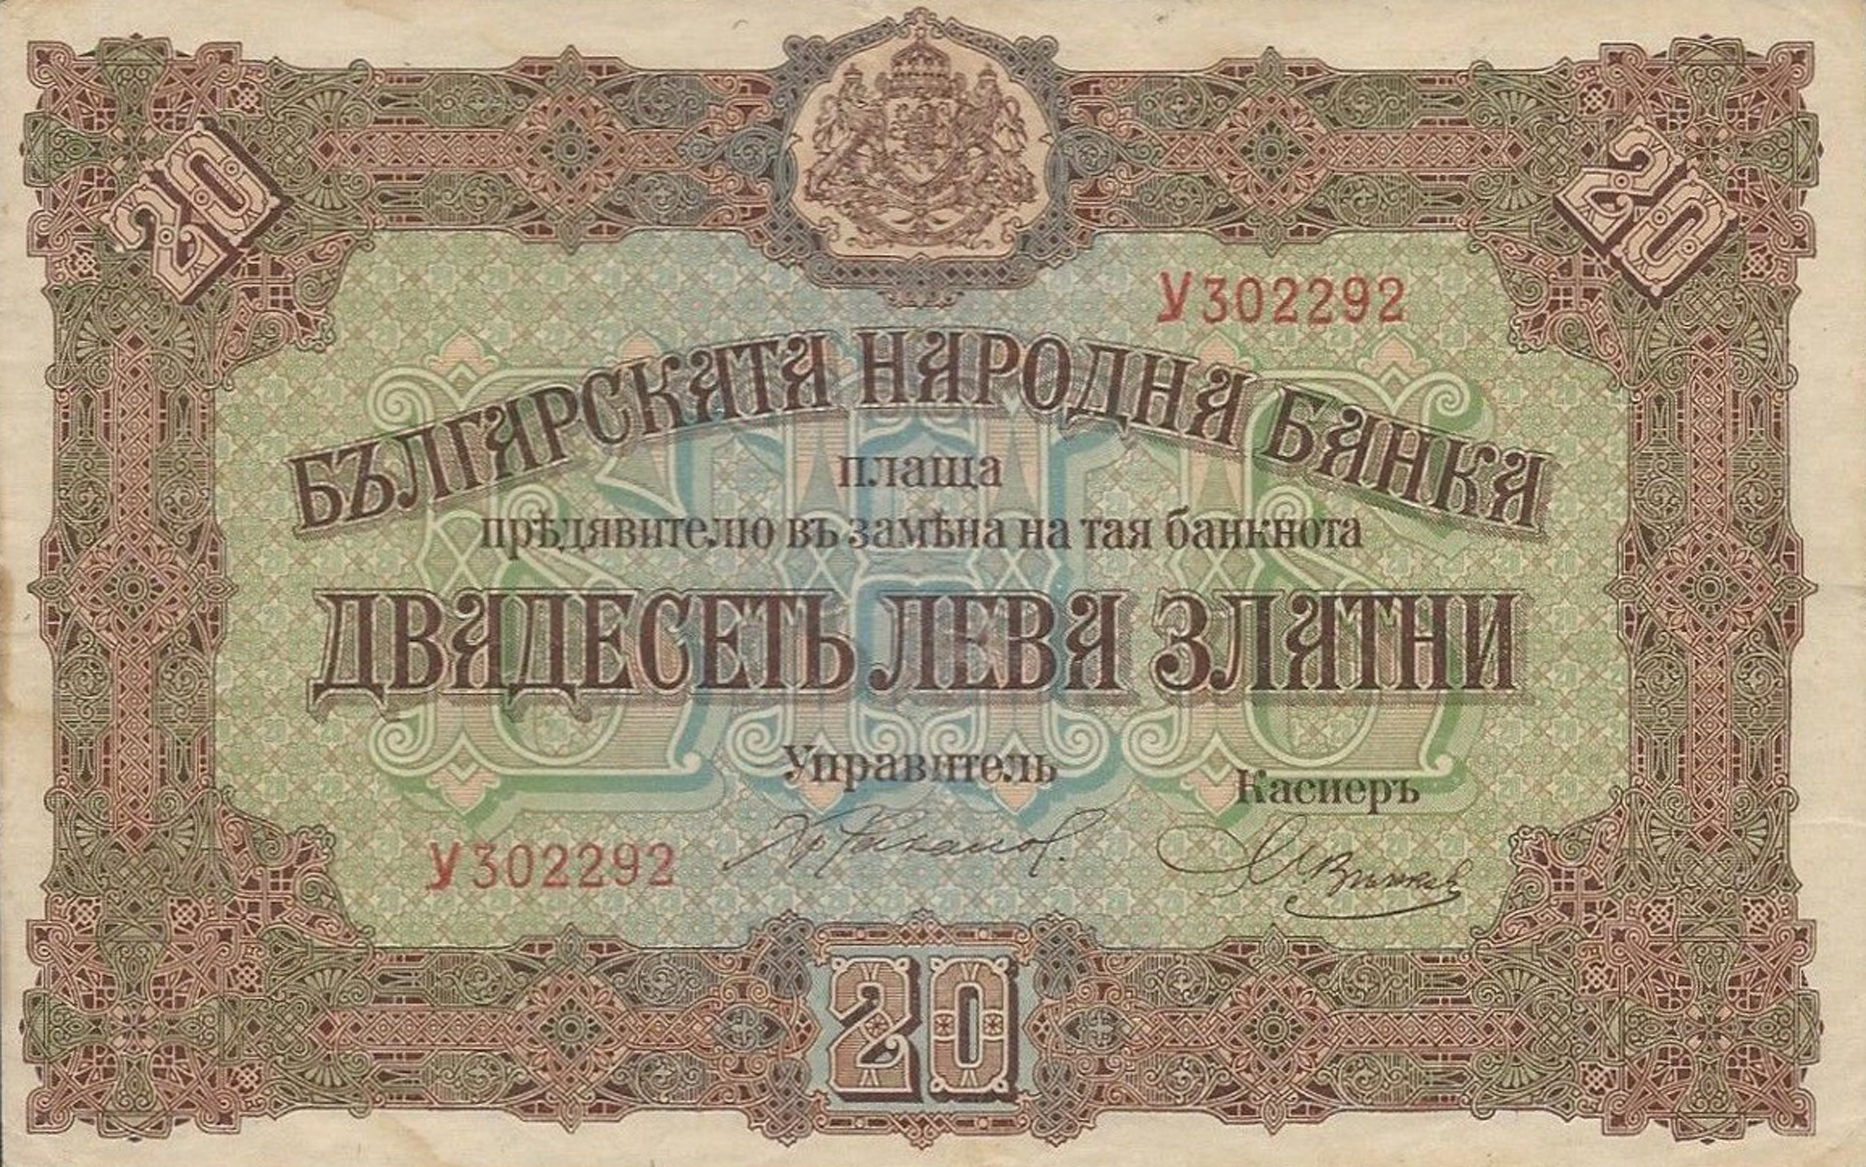 20 20
У302292
БЪЛГАРСКАТА НАРОДНА БАНКА
плаща
прѣдявителю въ замѣна на тая банкнота
ДВАДЕСЕТЬ ЛЕВА ЗЛАТНИ
Управитель
Касиеръ
У302292
20